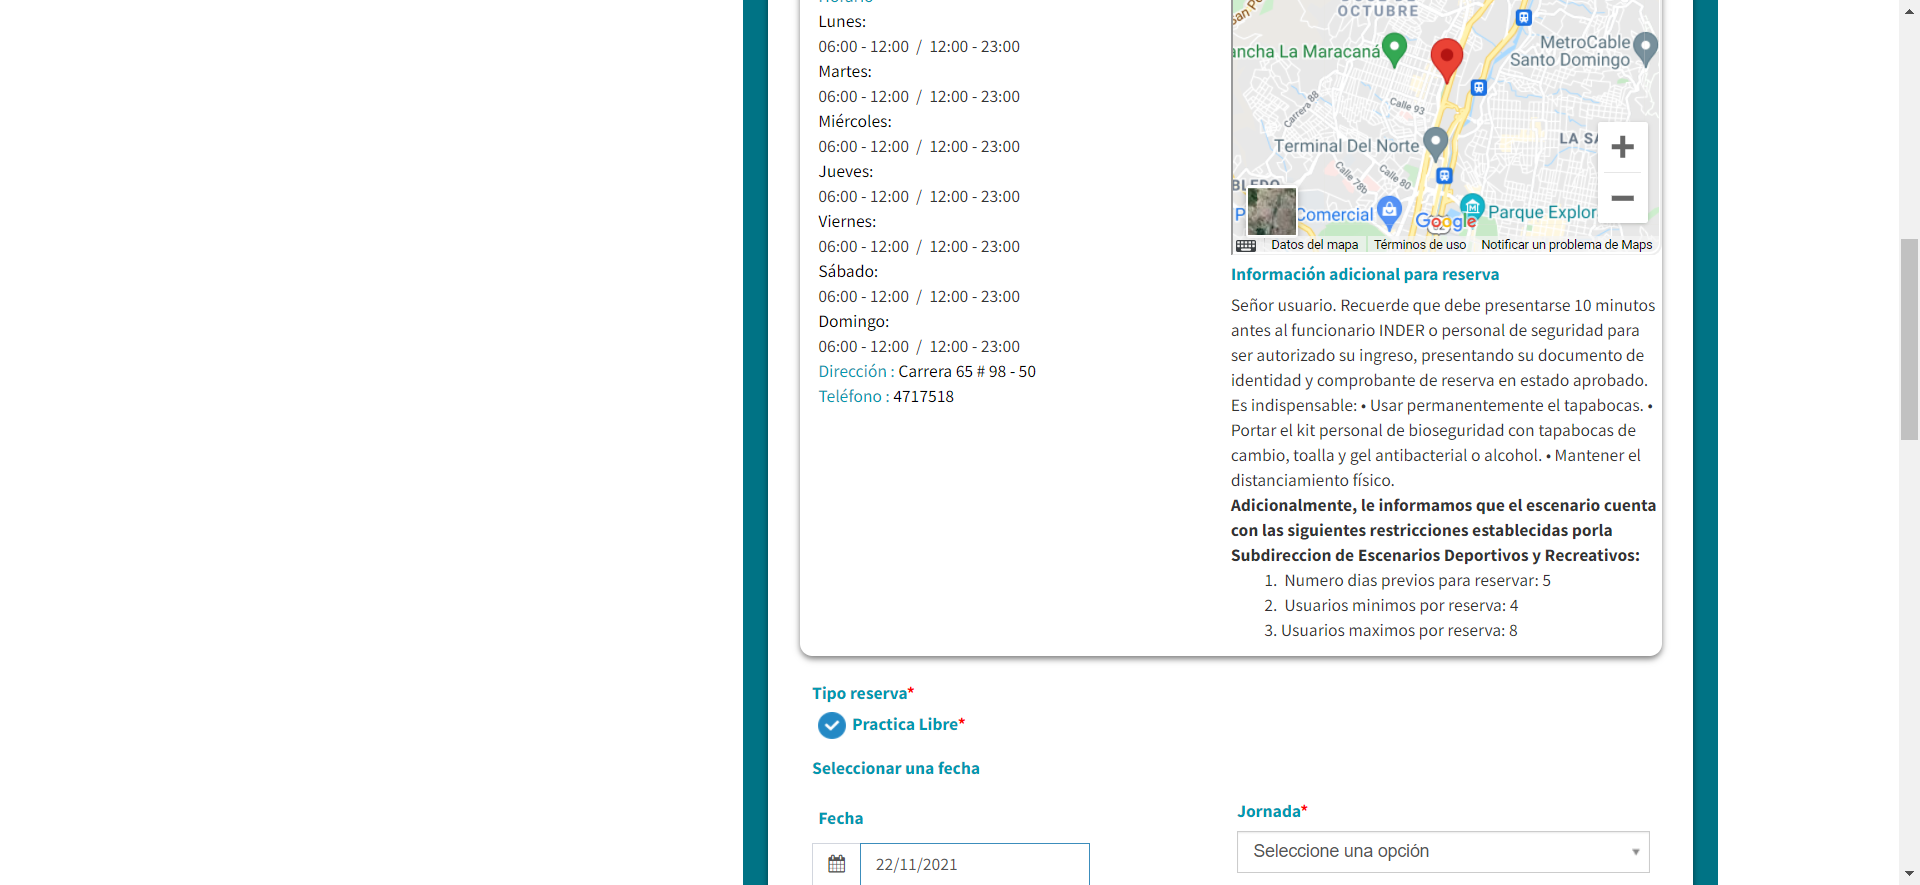 Horario
Lunes:
06:00 - 12:00 / 12:00 - 23:00
Martes:
06:00 - 12:00 / 12:00 - 23:00
Miércoles:
06:00 - 12:00 / 12:00 - 23:00
Jueves:
06:00 - 12:00 / 12:00 - 23:00
Viernes:
06:00 - 12:00 / 12:00 - 23:00
Sábado:
06:00 - 12:00 / 12:00 - 23:00
Domingo:
06:00 - 12:00 / 12:00 - 23:00
Dirección : Carrera 65 # 98 - 50
Teléfono : 4717518
OCTUBRE
ancha La Maracaná
MetroCable
Santo Domingo
Carrera 88
Calle 93
Terminal Del Norte
LA SA
Calle 78b
Calle 80
BLEDO
P
Comercial
Google
Parque Explor
Datos del mapa
Términos de uso
Notificar un problema de Maps
Información adicional para reserva
Señor usuario. Recuerde que debe presentarse 10 minutos
antes al funcionario INDER o personal de seguridad para
ser autorizado su ingreso, presentando su documento de
identidad y comprobante de reserva en estado aprobado.
Es indispensable: • Usar permanentemente el tapabocas. •
Portar el kit personal de bioseguridad con tapabocas de
cambio, toalla y gel antibacterial o alcohol. • Mantener el
distanciamiento físico.
Adicionalmente, le informamos que el escenario cuenta
con las siguientes restricciones establecidas porla
Subdireccion de Escenarios Deportivos y Recreativos:
1. Numero dias previos para reservar: 5
2. Usuarios minimos por reserva: 4
3. Usuarios maximos por reserva: 8
Tipo reserva*
Practica Libre*
Seleccionar una fecha
Fecha
22/11/2021
Jornada*
Seleccione una opción